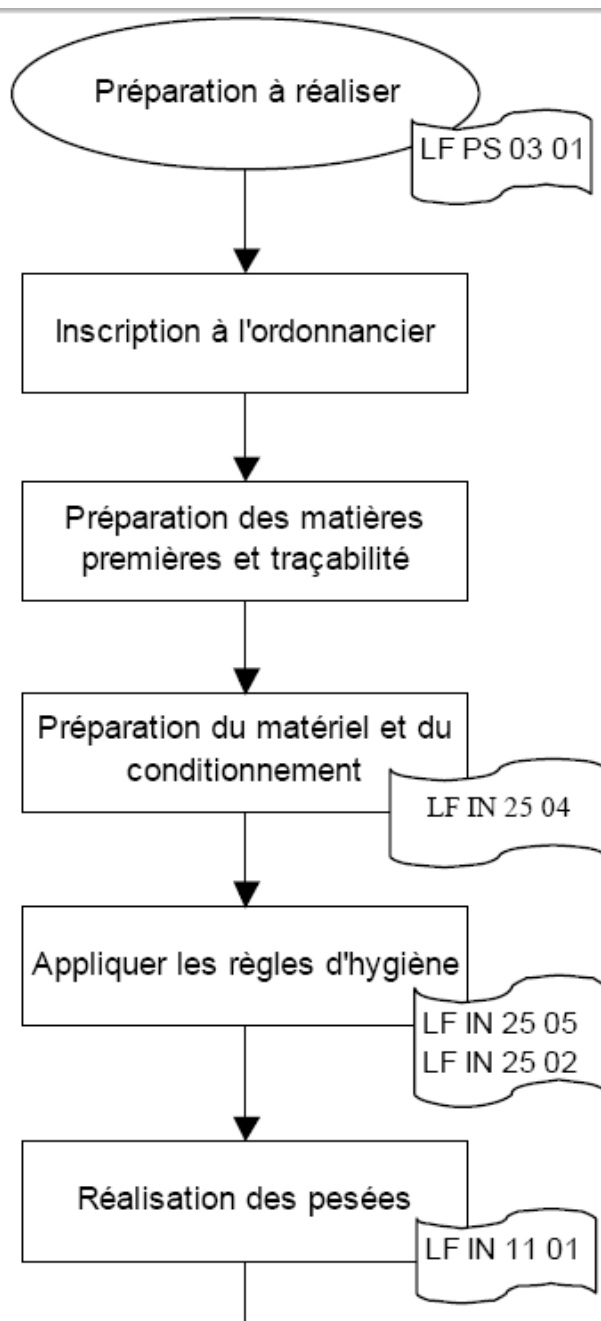 Préparation à réaliser
LF PS 03 01
Inscription à l'ordonnancier
Préparation des matières
premières et traçabilité
Préparation du matériel et du
conditionnement
LF IN 25 04
Appliquer les règles d'hygiène
LF IN 25 05
LF IN 25 02
Réalisation des pesées
LF IN 11 01